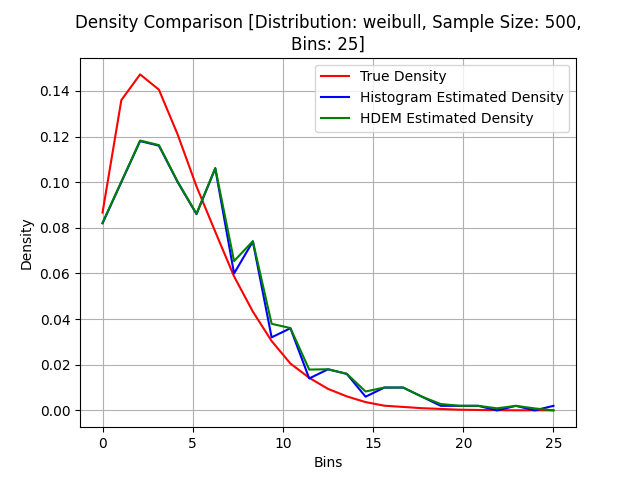 Density Comparison [Distribution: weibull, Sample Size: 500,
Bins: 25]
True Density
Histogram Estimated Density
HDEM Estimated Density
Density
0.14
0.12
0.10
0.08
0.06
0.04
0.02
0.00
0 5 10 15 20 25
Bins